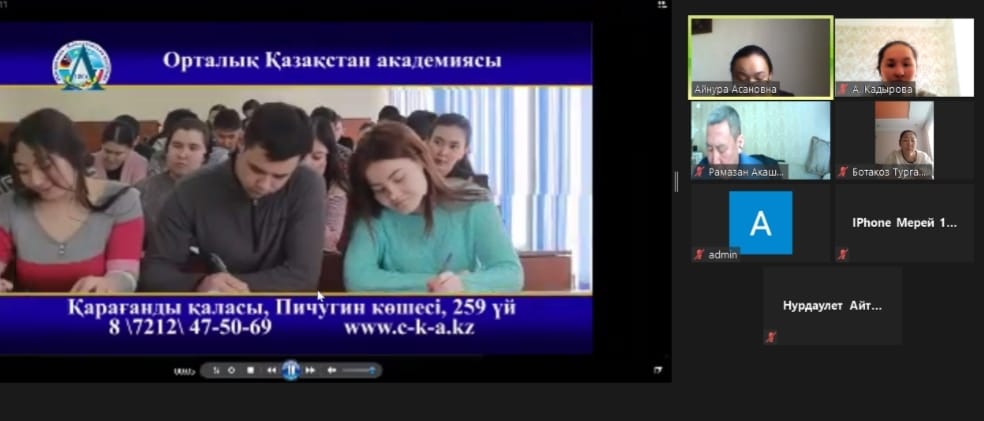 Орталық Қазақстан академиясы
Қарағанды қаласы, Пичугин көшесі, 259 үй
8 \7212\ 47-50-69 www.c-k-a.kz
Айнура Асановна
А. Кадырова
Рамазан Акаш...
Ботакоз Турга...
A
admin
IPhone Мерей 1...
Нурдаулет Айт...